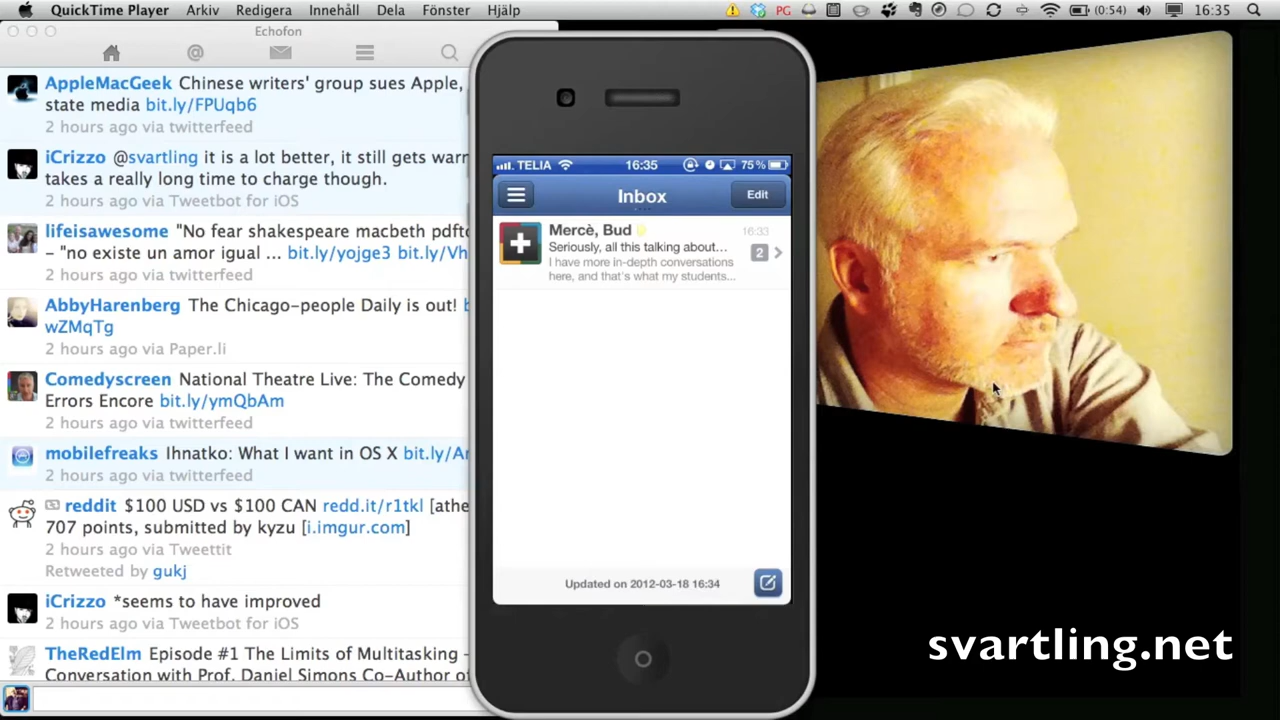 QuickTime Player Arkiv Redigera Innehåll Dela Fönster Hjälp PG (0:54) 16:35
Echofon
AppleMacGeek Chinese writers' group sues Apple,
state media bit.ly/FPUqb6
2 hours ago via twitterfeed
iCrizzo @svartling it is a lot better, it still gets warm
takes a really long time to charge though.
2 hours ago via Tweetbot for iOS
lifeisawesome "No fear shakespeare macbeth pdfto
– "no existe un amor igual ... bit.ly/yojge3 bit.ly/Vh
2 hours ago via twitterfeed
AbbyHarenberg The Chicago-people Daily is out! b
wZMqTg
2 hours ago via Paper.li
Comedyscreen National Theatre Live: The Comedy
Errors Encore bit.ly/ymQbAm
2 hours ago via twitterfeed
mobilefreaks Ihnatko: What I want in OS X bit.ly/Ar
2 hours ago via twitterfeed
reddit $100 USD vs $100 CAN redd.it/r1tkl [athe
707 points, submitted by kyzu [i.imgur.com]
2 hours ago via Tweettit
Retweeted by gukj
iCrizzo *seems to have improved
2 hours ago via Tweetbot for iOS
TheRedElm Episode #1 The Limits of Multitasking –
Conversation with Prof. Daniel Simons Co-Author of
TELIA 16:35 75%
Inbox Edit
Mercè, Bud 16:33
Seriously, all this talking about... 2
I have more in-depth conversations
here, and that's what my students...
Updated on 2012-03-18 16:34
svartling.net